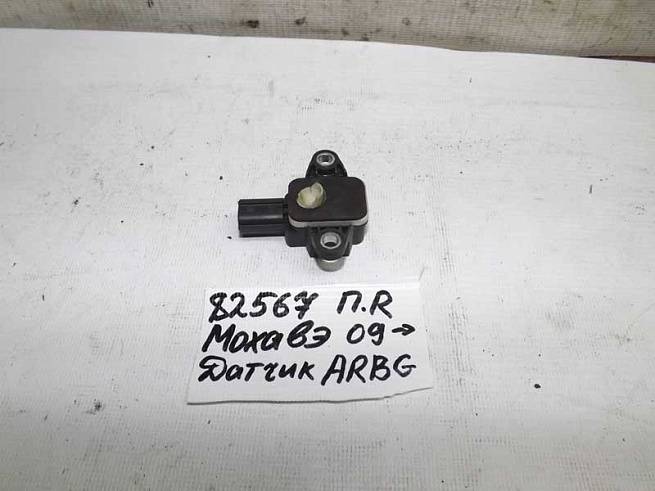 82567 П.R
Мохавэ 09→
Датчик ARBG